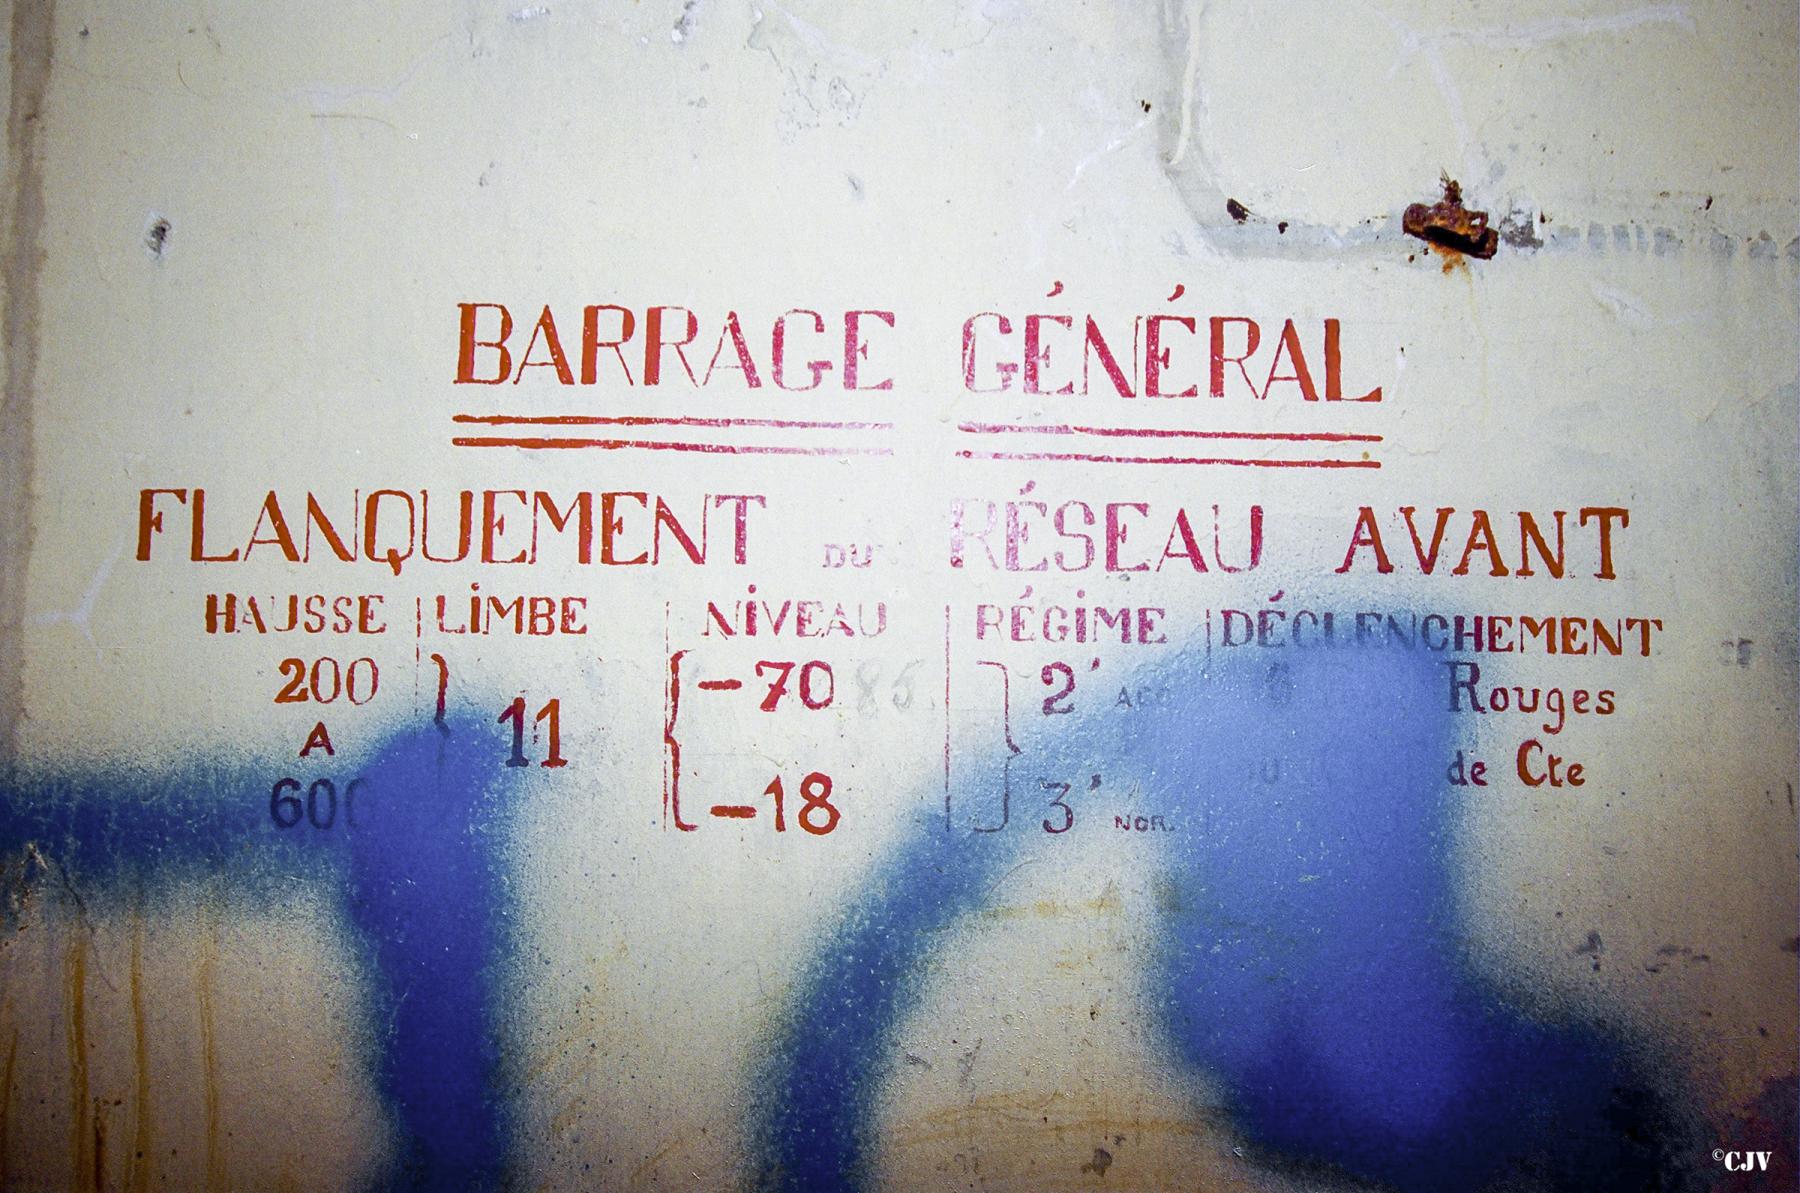 BARRAGE GÉNÉRAL
FLANQUEMENT DU RÉSEAU AVANT
HAUSSE LiMBE NiVEAU RÉGiME DÉCLENCHEMENT
200 -70 2' Rouges
A 11 de Cte
600 -18 3' NOR.
©CJV